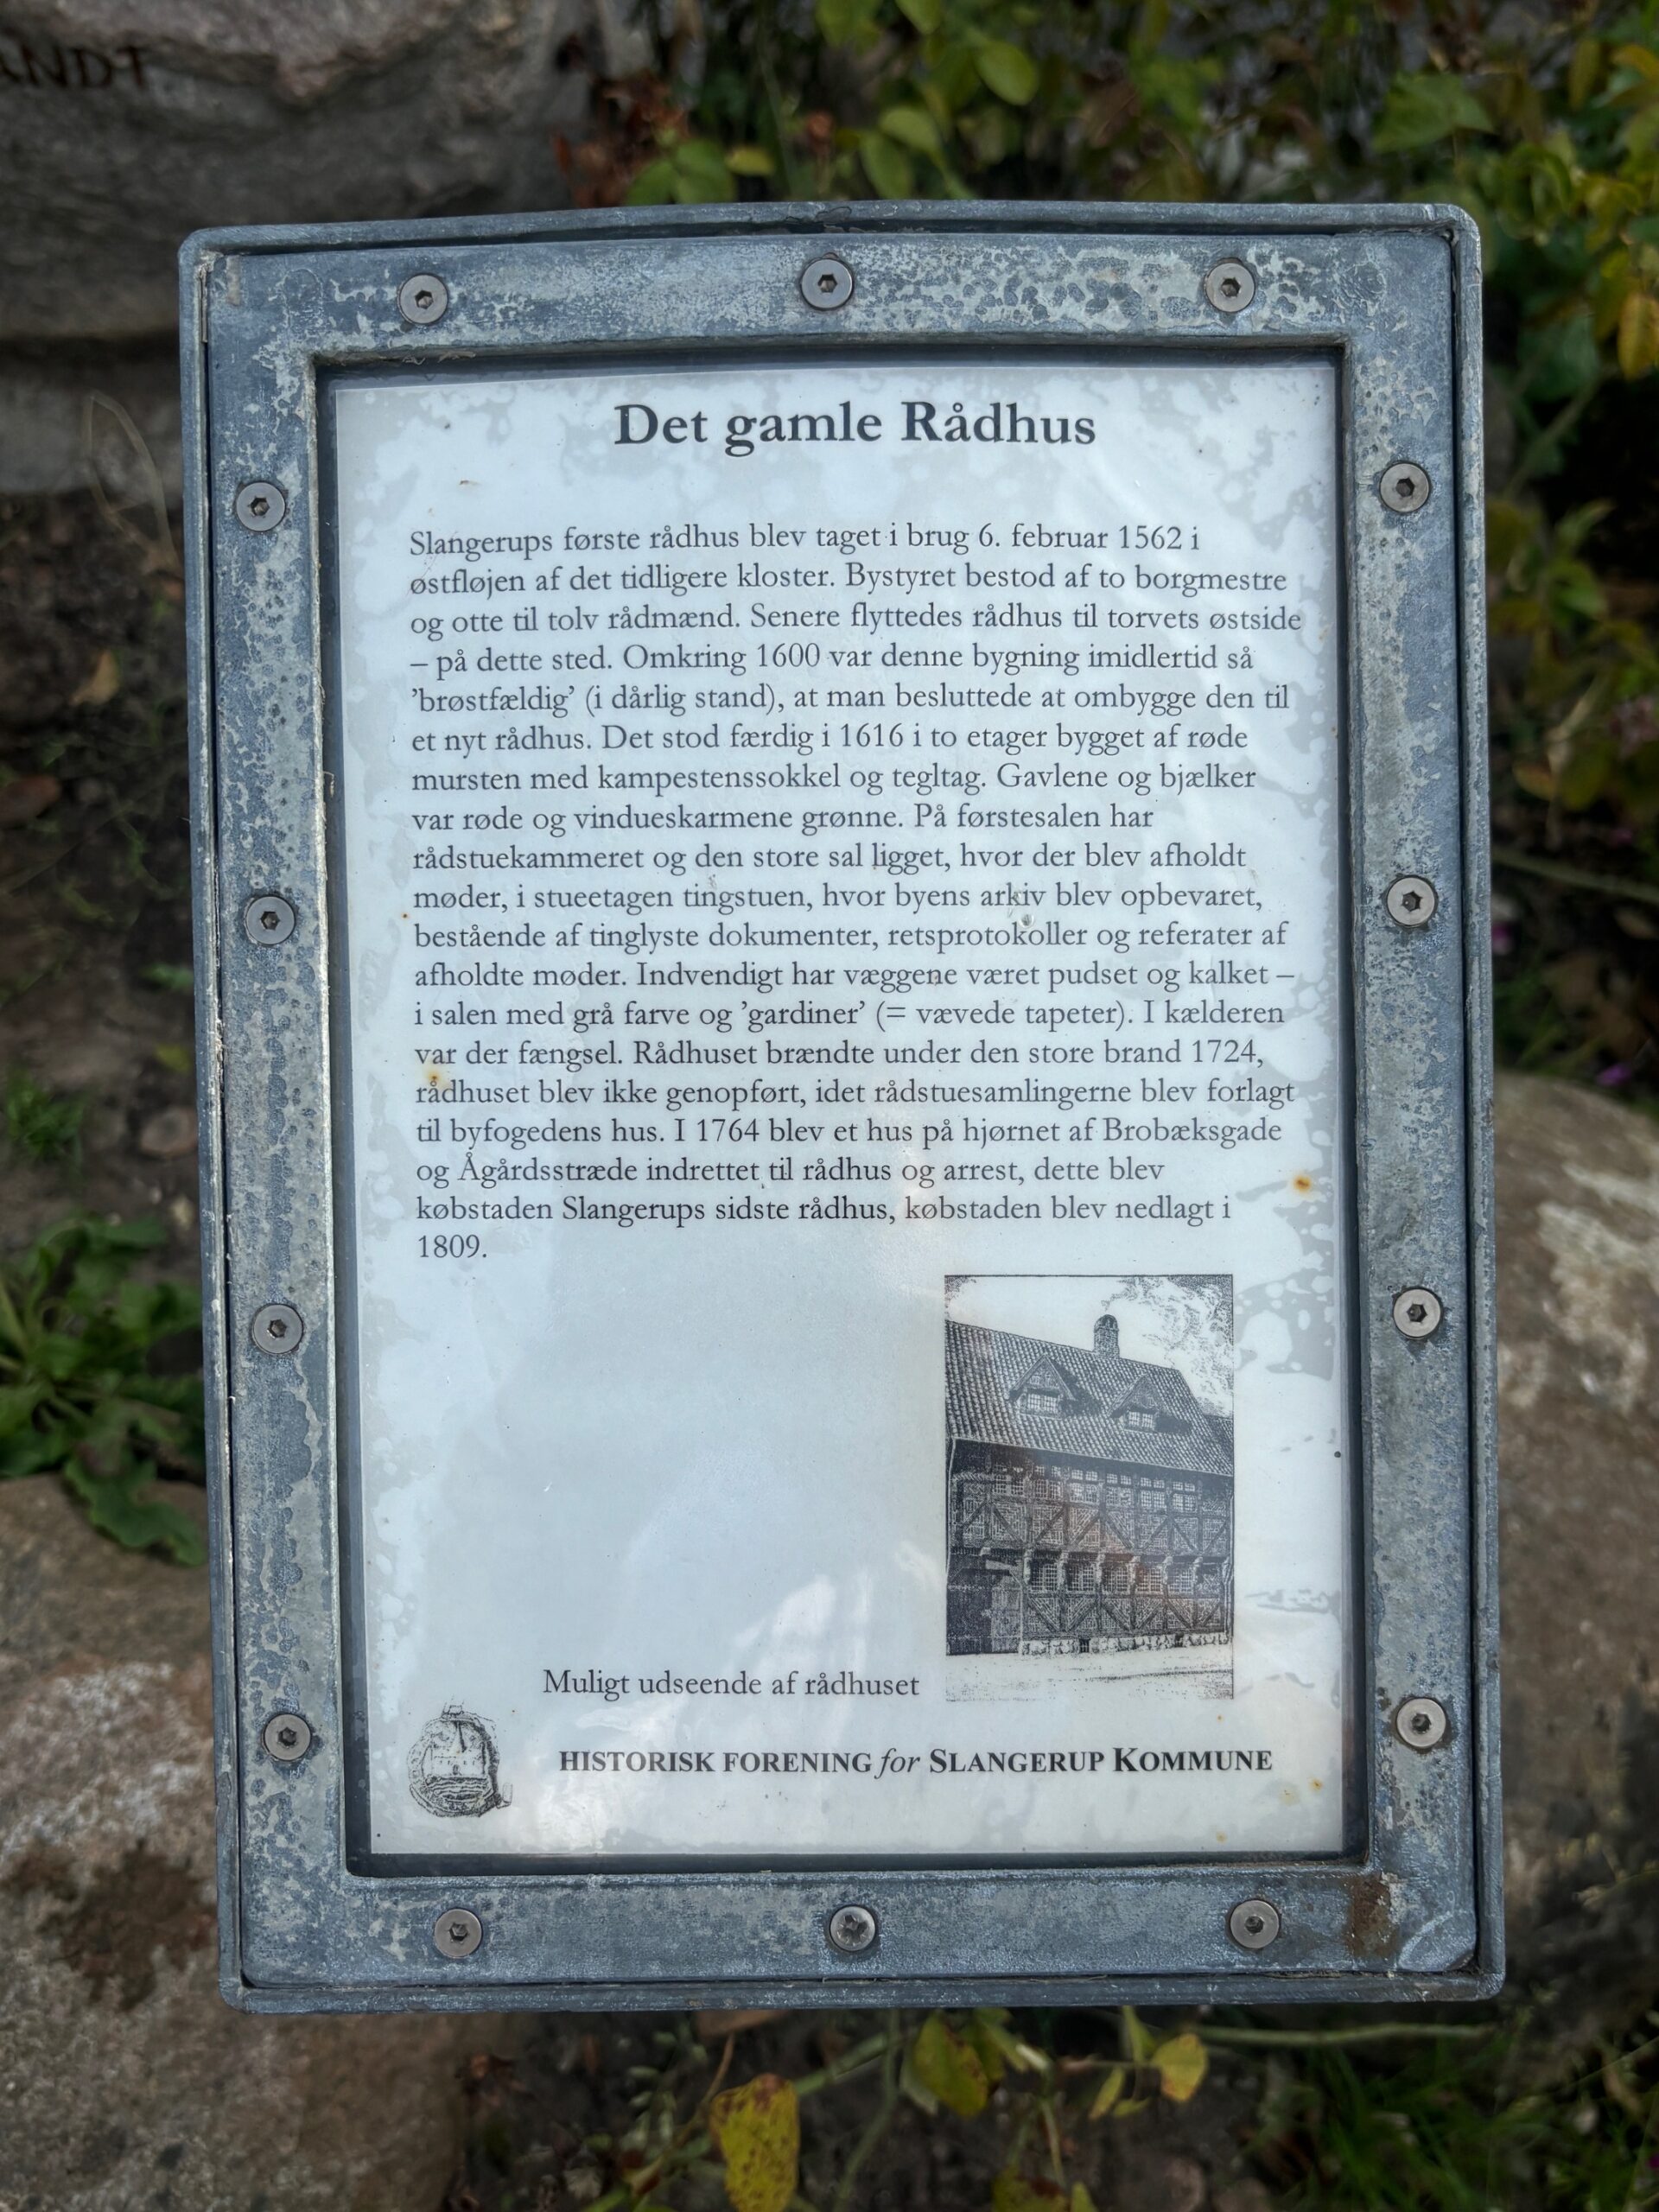 ANDT
Det gamle Rådhus
Slangerups første rådhus blev taget i brug 6. februar 1562 i
østfløjen af det tidligere kloster. Bystyret bestod af to borgmestre
og otte til tolv rådmænd. Senere flyttedes rådhus til torvets østside
– på dette sted. Omkring 1600 var denne bygning imidlertid så
’brøstfældig’ (i dårlig stand), at man besluttede at ombygge den til
et nyt rådhus. Det stod færdig i 1616 i to etager bygget af røde
mursten med kampestenssokkel og tegltag. Gavlene og bjælker
var røde og vindueskarmene grønne. På førstesalen har
rådstuekammeret og den store sal ligget, hvor der blev afholdt
møder, i stueetagen tingstuen, hvor byens arkiv blev opbevaret,
bestående af tinglyste dokumenter, retsprotokoller og referater af
afholdte møder. Indvendigt har væggene været pudset og kalket –
i salen med grå farve og ’gardiner’ (= vævede tapeter). I kælderen
var der fængsel. Rådhuset brændte under den store brand 1724,
rådhuset blev ikke genopført, idet rådstuesamlingerne blev forlagt
til byfogedens hus. I 1764 blev et hus på hjørnet af Brobæksgade
og Ågårdsstræde indrettet til rådhus og arrest, dette blev
købstaden Slangerups sidste rådhus, købstaden blev nedlagt i
1809.
Muligt udseende af rådhuset
HISTORISK FORENING for SLANGERUP KOMMUNE